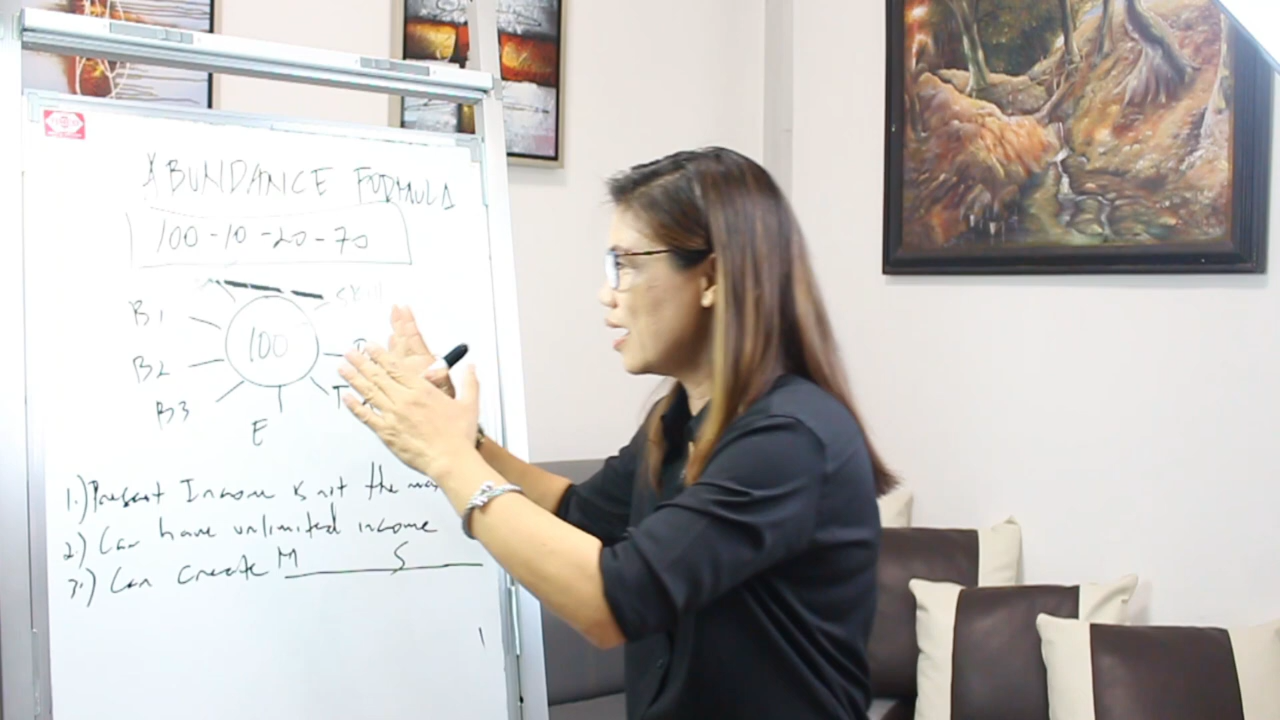 ABUNDANCE FORMULA
100-10-20-70
B1
100
B2
B3
E
T
1.) Present Income is not the
2.) Can have unlimited income
3.) Can create M S